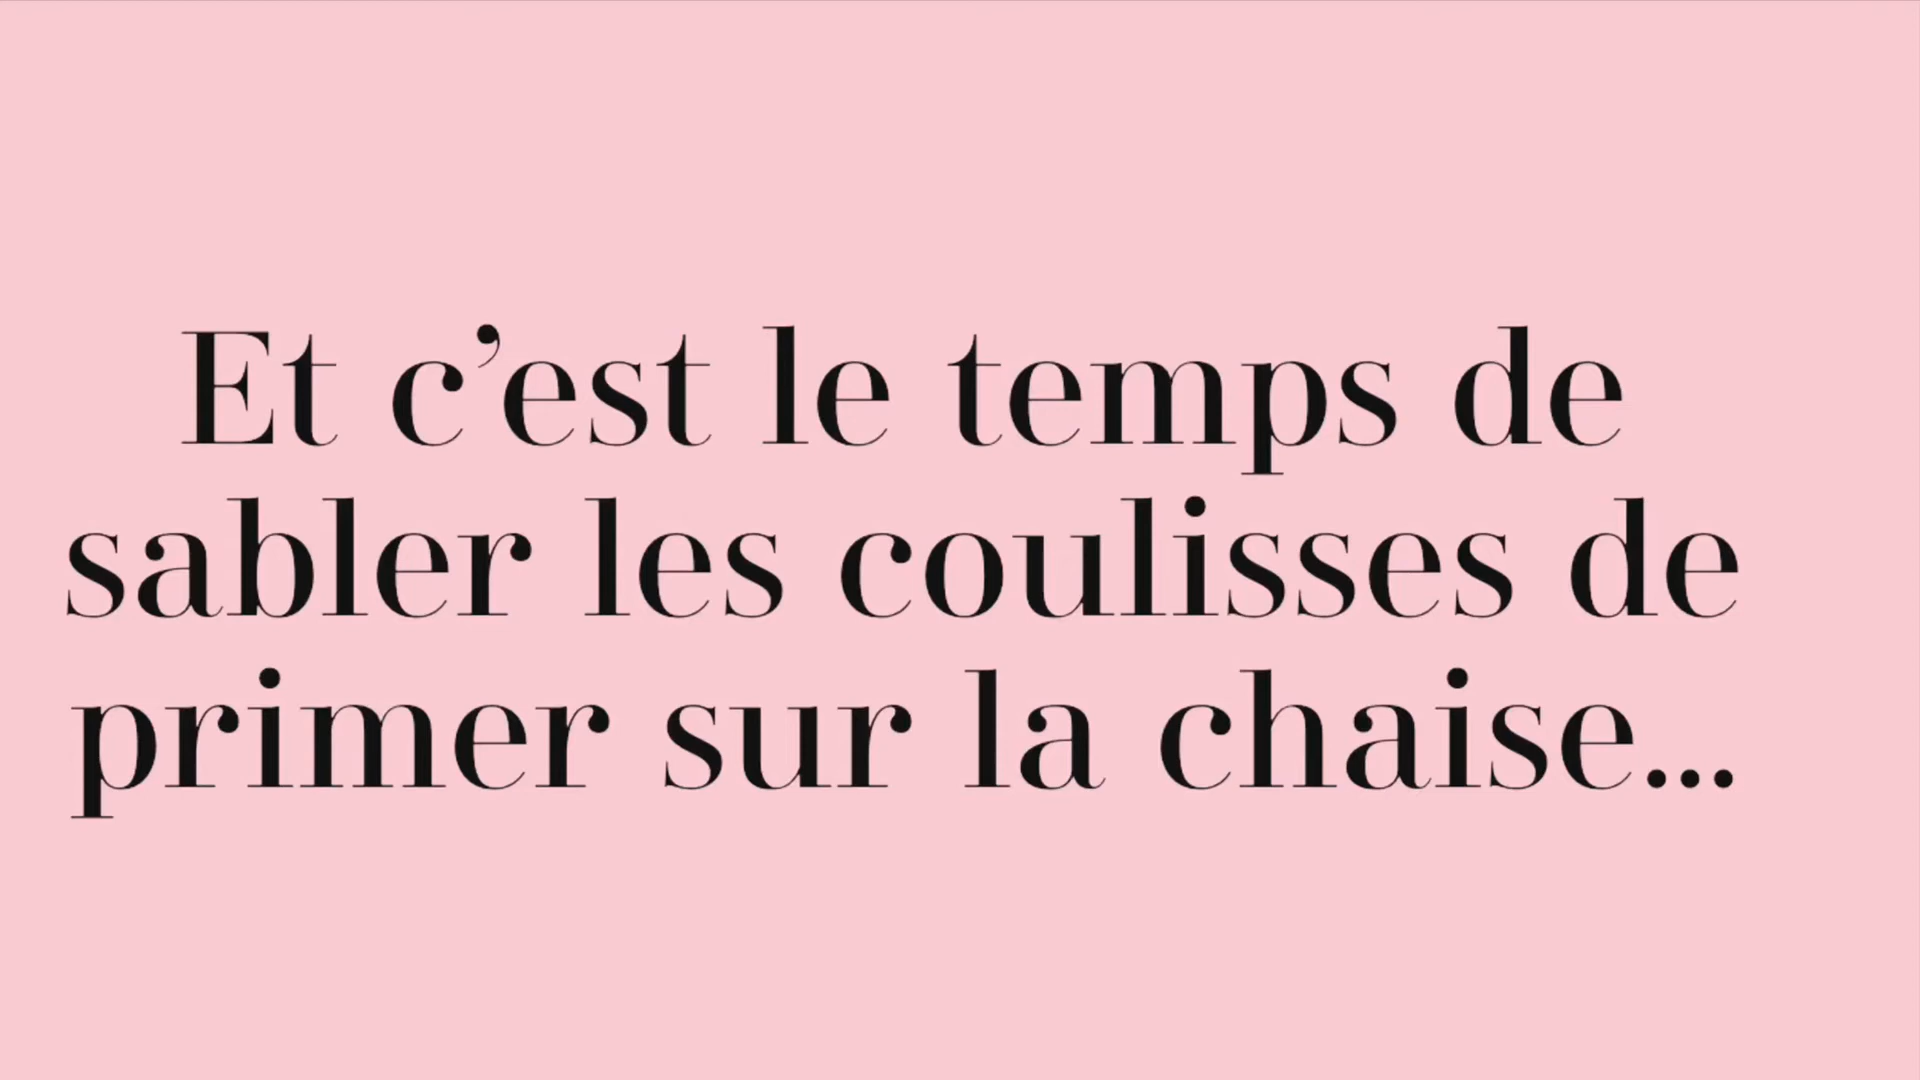 Et c’est le temps de
sabler les coulisses de
primer sur la chaise...